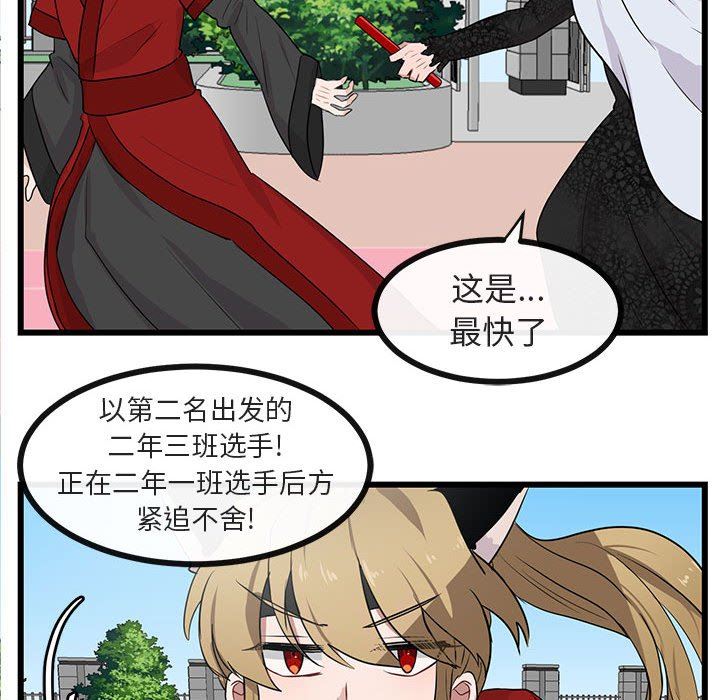 这是...
最快了
以第二名出发的
二年三班选手!
正在二年一班选手后方
紧追不舍!